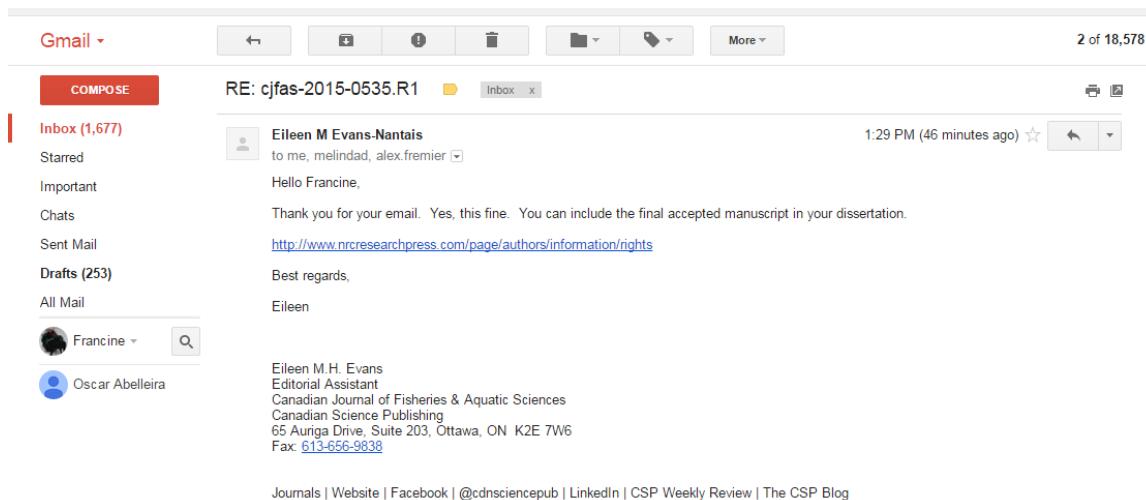 Gmail
More
2 of 18,578
COMPOSE
RE: cjfas-2015-0535.R1
Inbox x
Inbox (1,677)
Starred
Important
Chats
Sent Mail
Drafts (253)
All Mail
Francine
Oscar Abelleira
Eileen M Evans-Nantais
1:29 PM (46 minutes ago)
to me, melindad, alex.fremier
Hello Francine,
Thank you for your email. Yes, this fine. You can include the final accepted manuscript in your dissertation.
http://www.nrcresearchpress.com/page/authors/information/rights
Best regards,
Eileen
Eileen M.H. Evans
Editorial Assistant
Canadian Journal of Fisheries & Aquatic Sciences
Canadian Science Publishing
65 Auriga Drive, Suite 203, Ottawa, ON K2E 7W6
Fax: 613-656-9838
Journals | Website | Facebook | @cdnsciencepub | LinkedIn | CSP Weekly Review | The CSP Blog